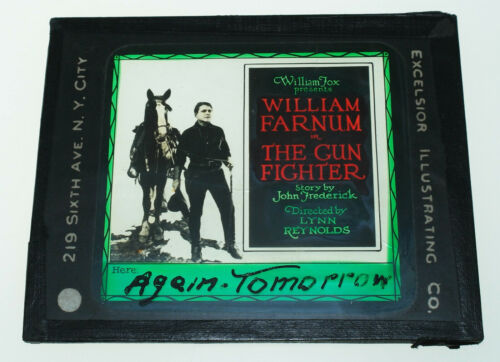 219 SIXTH AVE. N. Y. CITY
EXCELSIOR ILLUSTRATING CO.
William Fox
presents
WILLIAM
FARNUM
in
THE GUN
FIGHTER
Story by
John Frederick
Directed by
LYNN
REYNOLDS
Here:
Again - Tomorrow